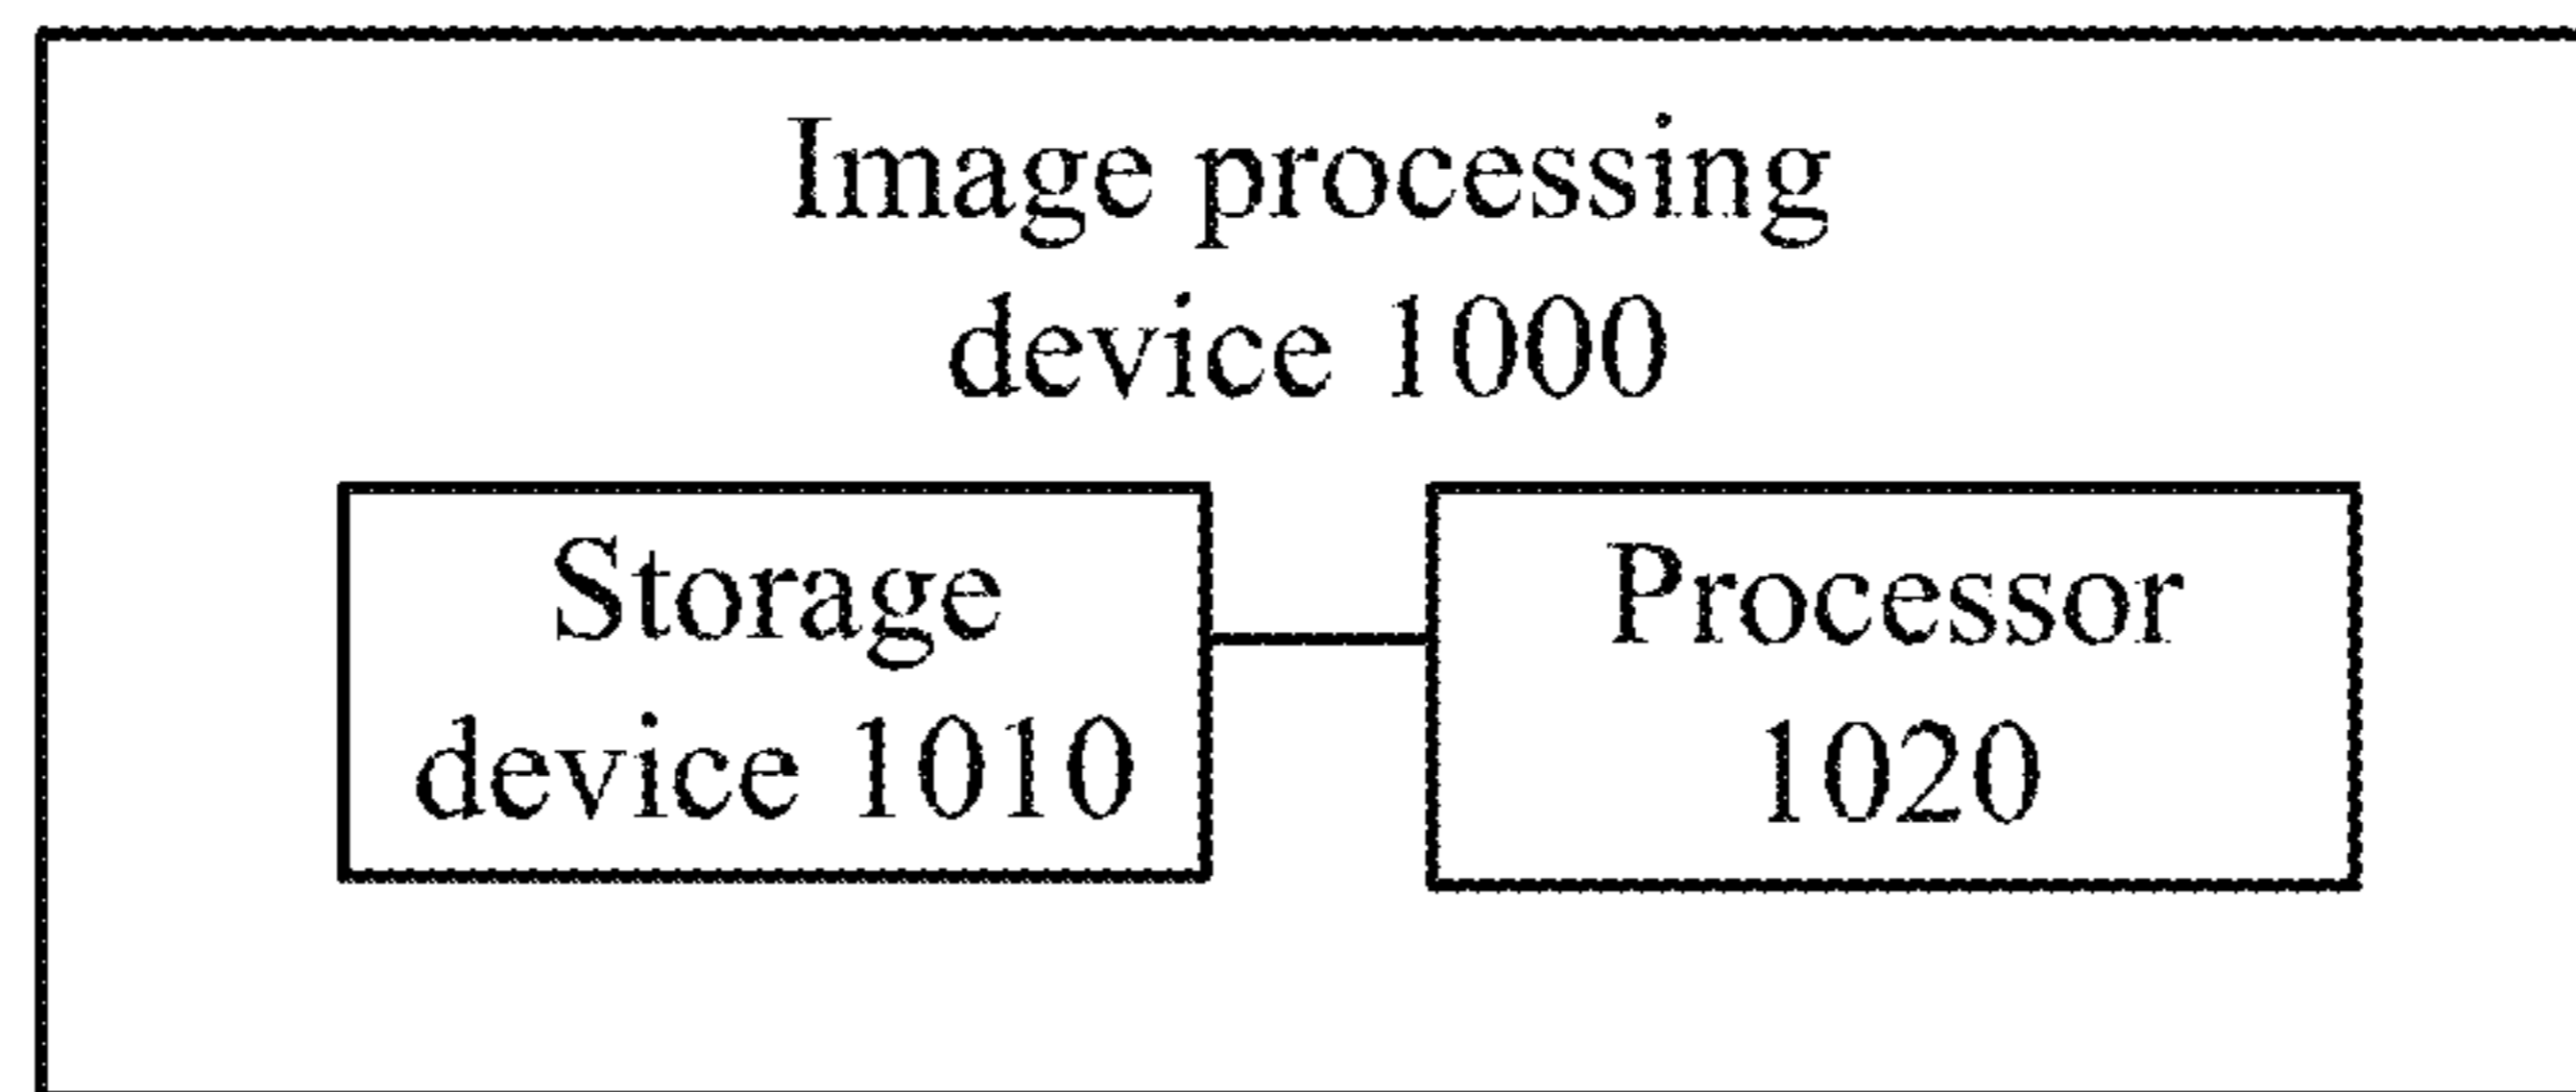 Image processing
device 1000
Storage
device 1010
Processor
1020